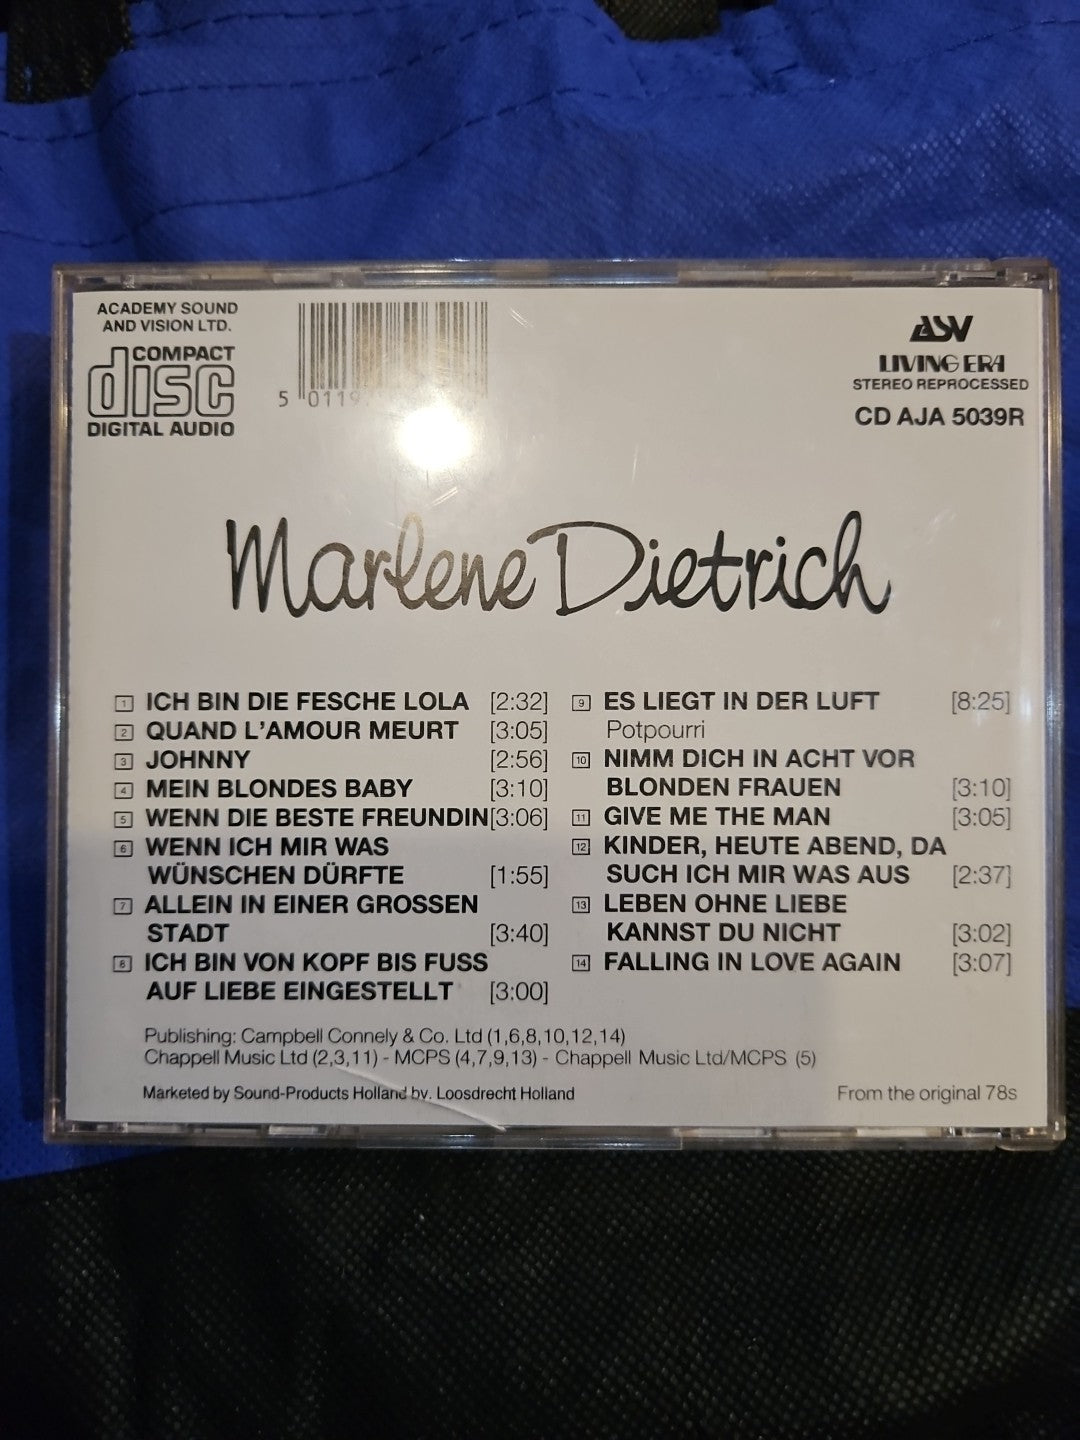 ACADEMY SOUND
AND VISION LTD.
COMPACT
disc
DIGITAL AUDIO
5 01197
ASV
LIVING ERA
STEREO REPROCESSED
CD AJA 5039R
Marlene Dietrich
1 ICH BIN DIE FESCHE LOLA [2:32]
2 QUAND L'AMOUR MEURT [3:05]
3 JOHNNY [2:56]
4 MEIN BLONDES BABY [3:10]
5 WENN DIE BESTE FREUNDIN [3:06]
6 WENN ICH MIR WAS
WÜNSCHEN DÜRFTE [1:55]
7 ALLEIN IN EINER GROSSEN
STADT [3:40]
8 ICH BIN VON KOPF BIS FUSS
AUF LIEBE EINGESTELLT [3:00]
9 ES LIEGT IN DER LUFT [8:25]
Potpourri
10 NIMM DICH IN ACHT VOR
BLONDEN FRAUEN [3:10]
11 GIVE ME THE MAN [3:05]
12 KINDER, HEUTE ABEND, DA
SUCH ICH MIR WAS AUS [2:37]
13 LEBEN OHNE LIEBE
KANNST DU NICHT [3:02]
14 FALLING IN LOVE AGAIN [3:07]
Publishing: Campbell Connely & Co. Ltd (1,6,8,10,12,14)
Chappell Music Ltd (2,3,11) - MCPS (4,7,9,13) - Chappell Music Ltd/MCPS (5)
Marketed by Sound-Products Holland bv. Loosdrecht Holland
From the original 78s